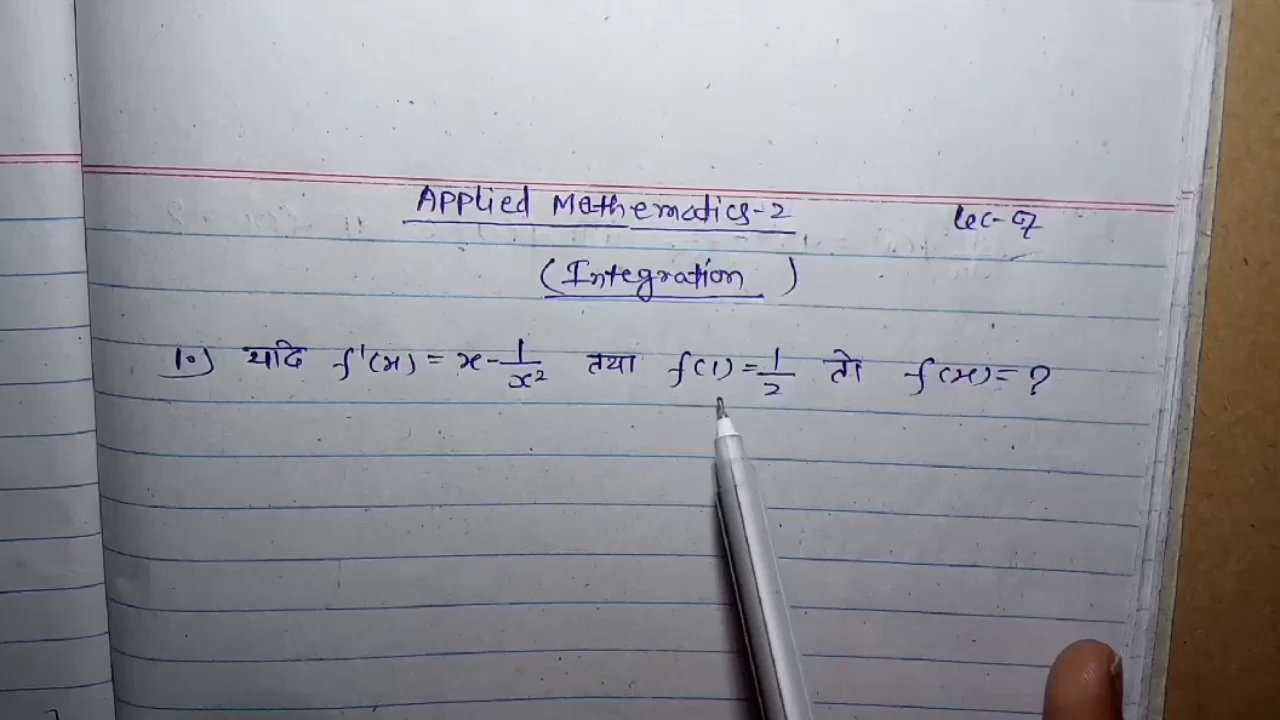 Applied Mathematics-2 Lec-07
(Integration)
10) यदि f'(x) = x - 1/x² तथा f(1) = 1/2 तो f(x) = ?